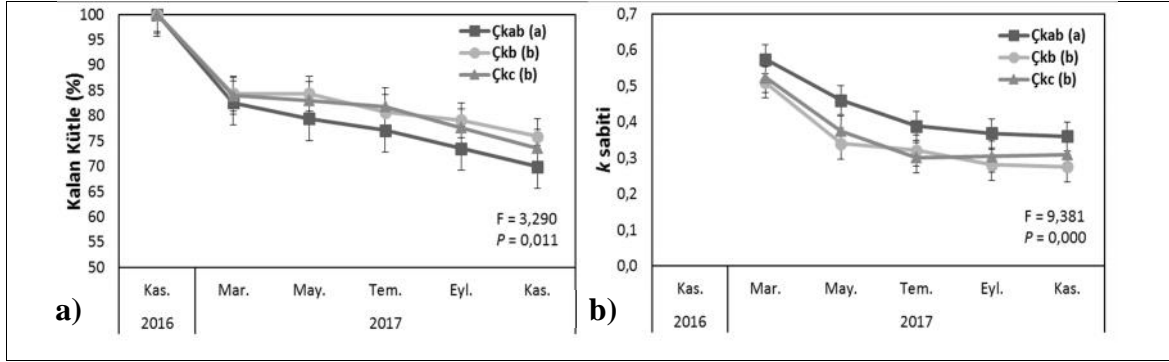 Kalan Kütle (%)
100
95
90
85
80
75
70
65
60
55
50
Çkab (a)
Çkb (b)
Çkc (b)
F = 3,290
P = 0,011
Kas. Mar. May. Tem. Eyl. Kas.
2016 2017
a)
k sabiti
0,7
0,6
0,5
0,4
0,3
0,2
0,1
0,0
Çkab (a)
Çkb (b)
Çkc (b)
F = 9,381
P = 0,000
Kas. Mar. May. Tem. Eyl. Kas.
2016 2017
b)